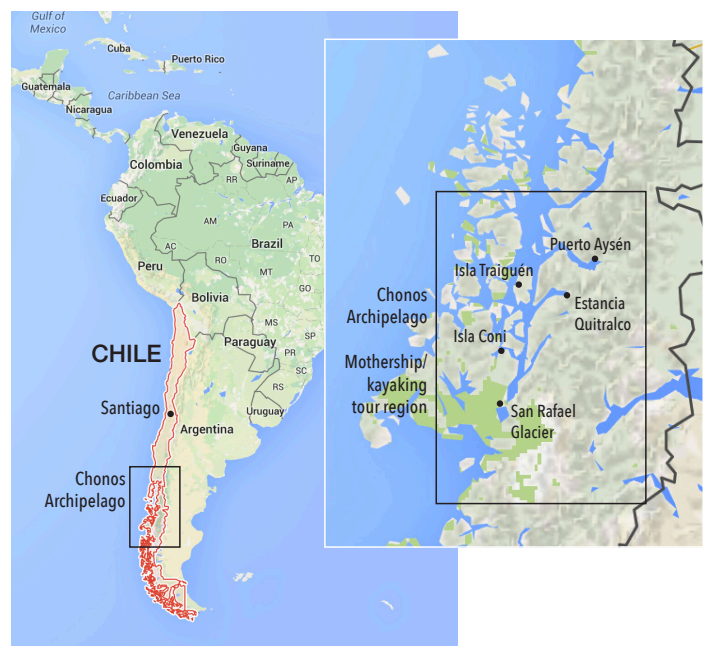 Gulf of
Mexico
Cuba
Puerto Rico
Guatemala
Caribbean Sea
Nicaragua
Venezuela
Guyana
Suriname
Colombia
RR
AP
Ecuador
AM
PA
AC
Brazil
TO
Peru
RO
MT
GO
Bolivia
MS
SP
CHILE
Paraguay
PR
SC
RS
Santiago
Uruguay
Argentina
Chonos
Archipelago
Puerto Aysén
Isla Traiguén
Chonos
Archipelago
Estancia
Quitralco
Isla Coni
Mothership/
kayaking
tour region
San Rafael
Glacier